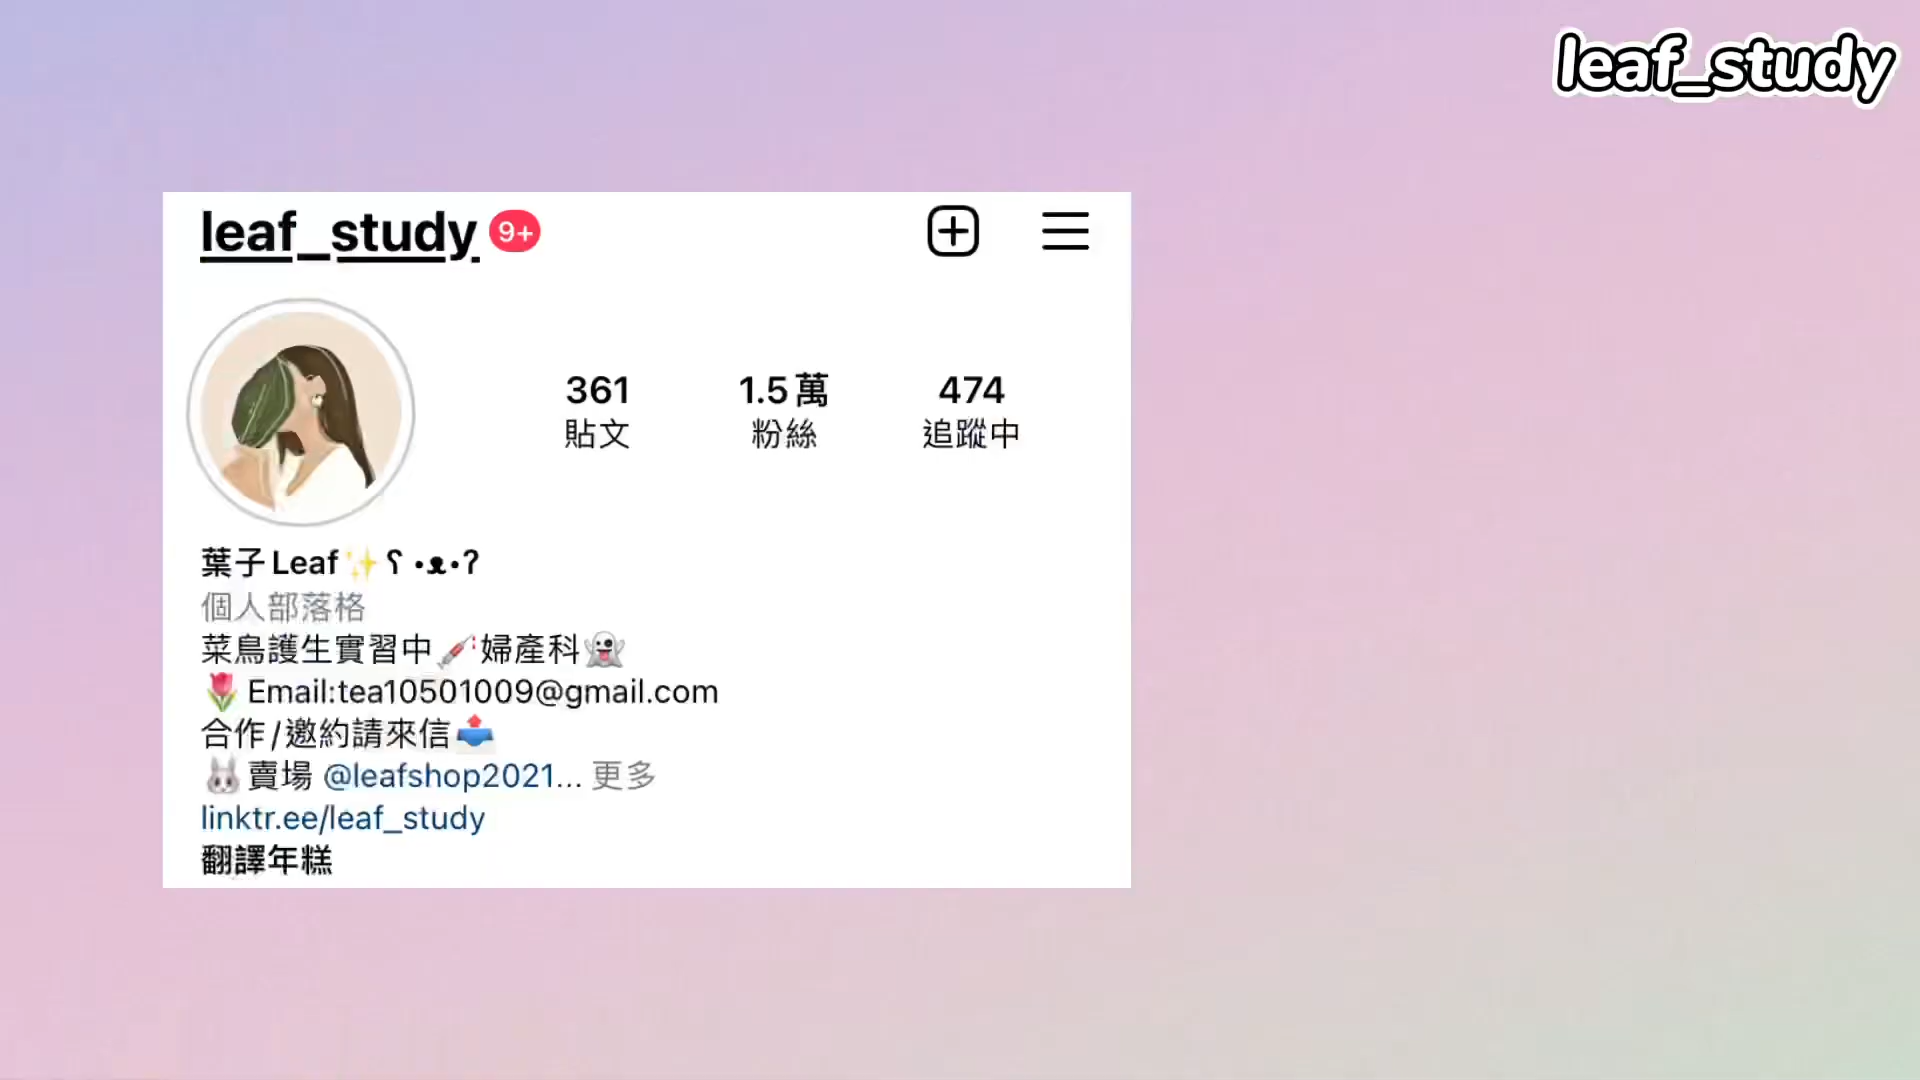 leaf_study
leaf_study 9+
361 1.5萬 474
貼文 粉絲 追蹤中
葉子Leaf✨ʕ •ᴥ•ʔ
個人部落格
菜鳥護生實習中💉婦產科👻
🌷Email:tea10501009@gmail.com
合作/邀約請來信📤
🐰賣場 @leafshop2021... 更多
linktr.ee/leaf_study
翻譯年糕